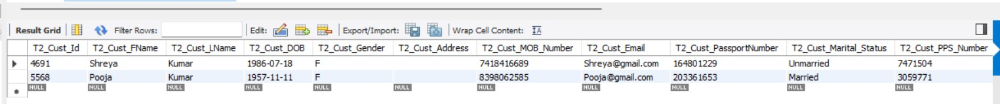 Result Grid Filter Rows: Edit: Export/Import: Wrap Cell Content: IA
T2_Cust_Id T2_Cust_FName T2_Cust_LName T2_Cust_DOB T2_Cust_Gender T2_Cust_Address T2_Cust_MOB_Number T2_Cust_Email T2_Cust_PassportNumber T2_Cust_Marital_Status T2_Cust_PPS_Number
4691 Shreya Kumar 1986-07-18 F 7418416689 Shreya@gmail.com 164801229 Unmarried 7471504
5568 Pooja Kumar 1957-11-11 F 8398062585 Pooja@gmail.com 203361653 Married 3059771
NULL NULL NULL NULL NULL NULL NULL NULL NULL NULL NULL